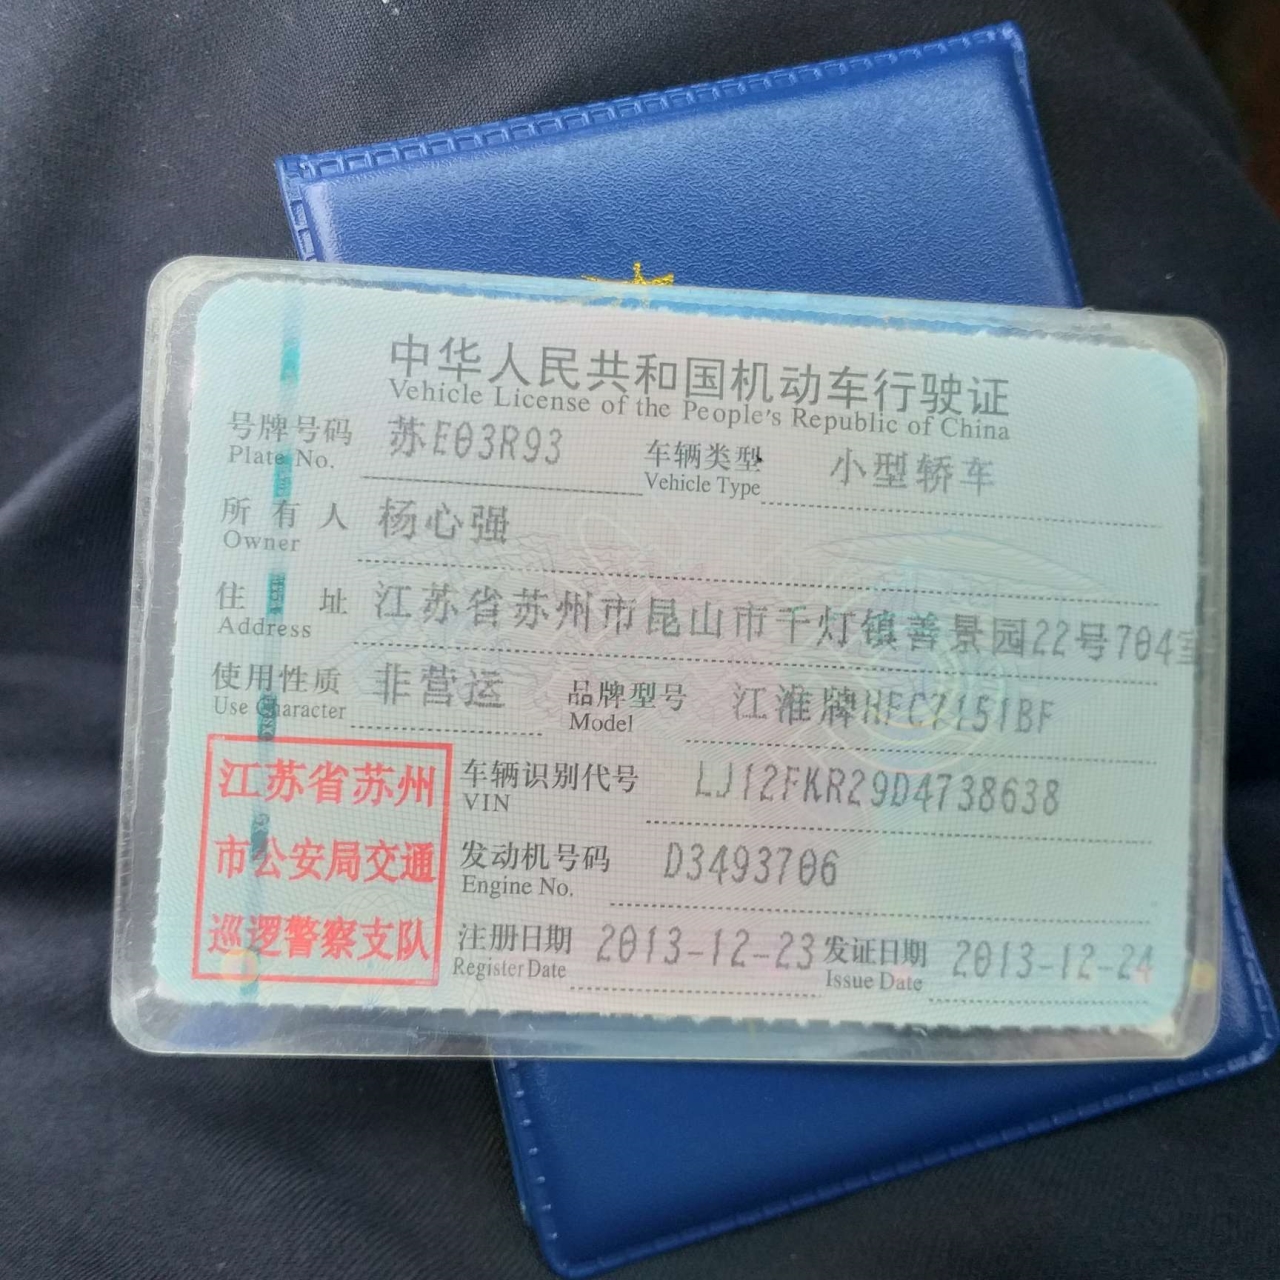 中华人民共和国机动车行驶证
Vehicle License of the People's Republic of China
号牌号码 苏E03R93 车辆类型 小型轿车
Plate No. Vehicle Type
所有人 杨心强
Owner
住址 江苏省苏州市昆山市千灯镇善景园22号704室
Address
使用性质 非营运 品牌型号 江淮牌HFC7151BF
Use Character Model
江苏省苏州
市公安局交通
巡逻警察支队
车辆识别代号 LJ12FKR29D4738638
VIN
发动机号码 D3493706
Engine No.
注册日期 2013-12-23 发证日期 2013-12-24
Register Date Issue Date